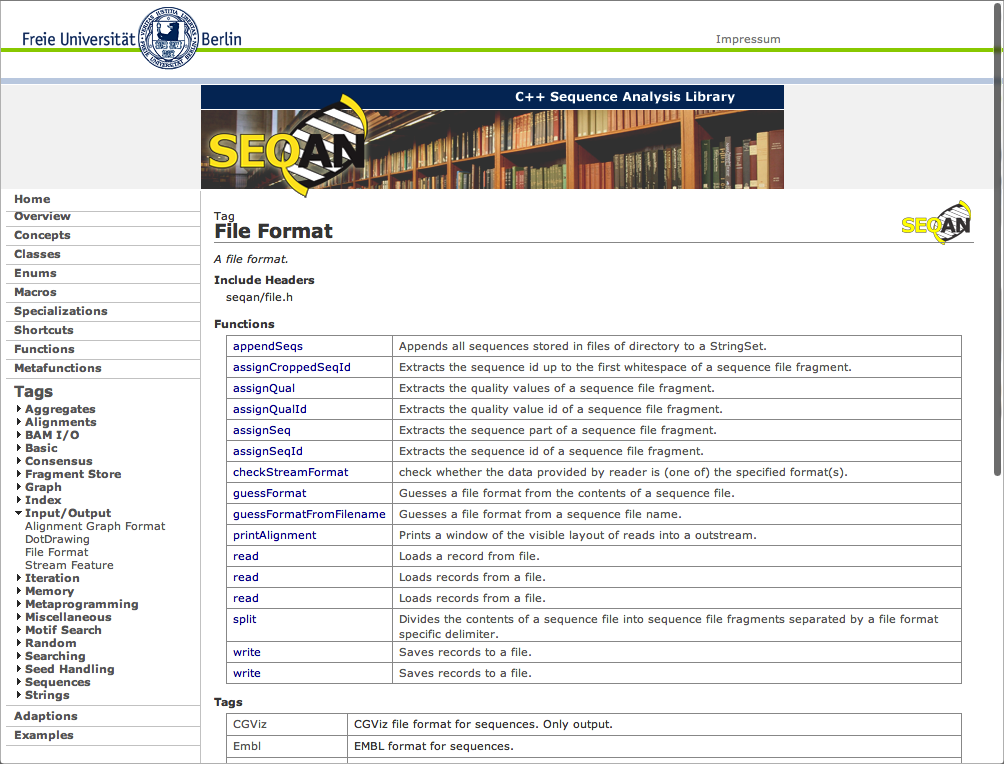 Freie Universität Berlin
Impressum
C++ Sequence Analysis Library
SEQAN
Home
Overview
Concepts
Classes
Enums
Macros
Specializations
Shortcuts
Functions
Metafunctions
Tags
Aggregates
Alignments
BAM I/O
Basic
Consensus
Fragment Store
Graph
Index
Input/Output
Alignment Graph Format
DotDrawing
File Format
Stream Feature
Iteration
Memory
Metaprogramming
Miscellaneous
Motif Search
Random
Searching
Seed Handling
Sequences
Strings
Adaptions
Examples
Tag
File Format
SEQAN
A file format.
Include Headers
seqan/file.h
Functions
appendSeqs Appends all sequences stored in files of directory to a StringSet.
assignCroppedSeqId Extracts the sequence id up to the first whitespace of a sequence file fragment.
assignQual Extracts the quality values of a sequence file fragment.
assignQualId Extracts the quality value id of a sequence file fragment.
assignSeq Extracts the sequence part of a sequence file fragment.
assignSeqId Extracts the sequence id of a sequence file fragment.
checkStreamFormat check whether the data provided by reader is (one of) the specified format(s).
guessFormat Guesses a file format from the contents of a sequence file.
guessFormatFromFilename Guesses a file format from a sequence file name.
printAlignment Prints a window of the visible layout of reads into a outstream.
read Loads a record from file.
read Loads records from a file.
read Loads records from a file.
split Divides the contents of a sequence file into sequence file fragments separated by a file format
specific delimiter.
write Saves records to a file.
write Saves records to a file.
Tags
CGViz CGViz file format for sequences. Only output.
Embl EMBL format for sequences.